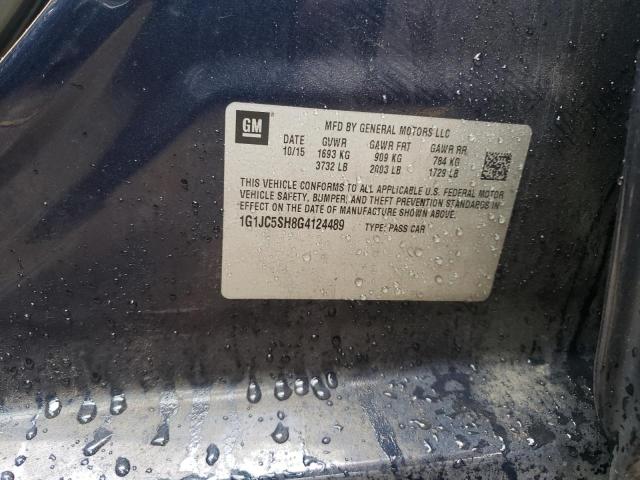 GM
MFD BY GENERAL MOTORS LLC
DATE GVWR GAWR FRT GAWR RR
10/15 1693 KG 909 KG 784 KG
3732 LB 2003 LB 1729 LB
THIS VEHICLE CONFORMS TO ALL APPLICABLE U.S. FEDERAL MOTOR
VEHICLE SAFETY, BUMPER, AND THEFT PREVENTION STANDARDS IN
EFFECT ON THE DATE OF MANUFACTURE SHOWN ABOVE.
1G1JC5SH8G4124489 TYPE: PASS CAR